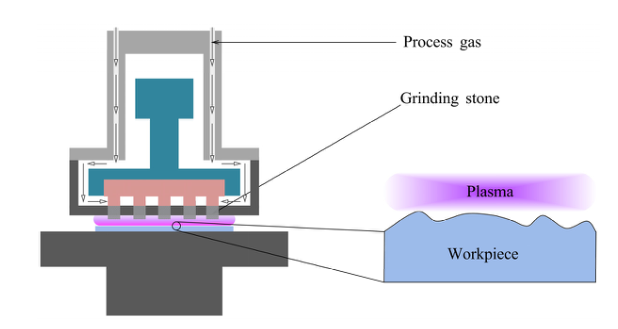 Process gas
Grinding stone
Plasma
Workpiece